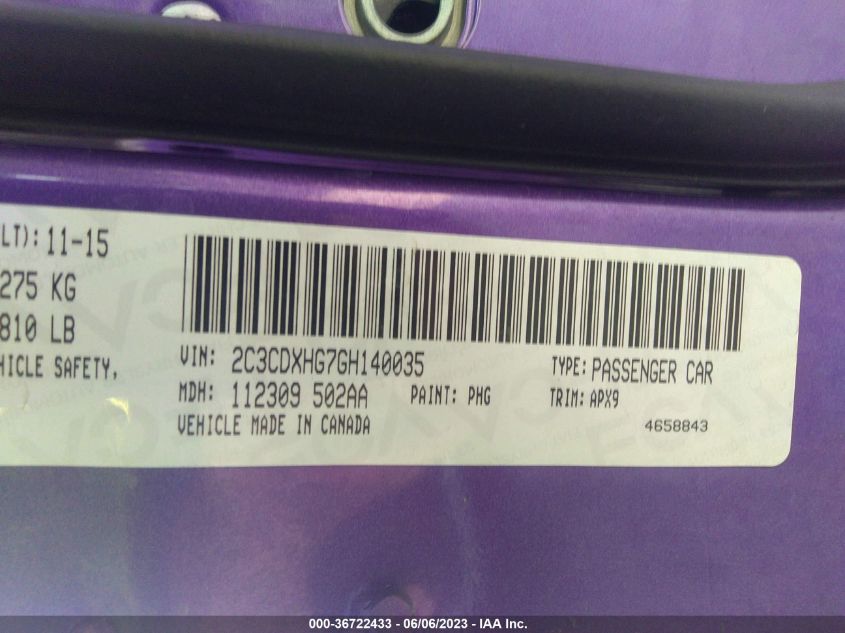 LT): 11-15
275 KG
810 LB
HICLE SAFETY,
VIN: 2C3CDXHG7GH140035
TYPE: PASSENGER CAR
MDH: 112309 502AA
PAINT: PHG
TRIM: APX9
VEHICLE MADE IN CANADA
4658843
000-36722433 - 06/06/2023 - IAA Inc.